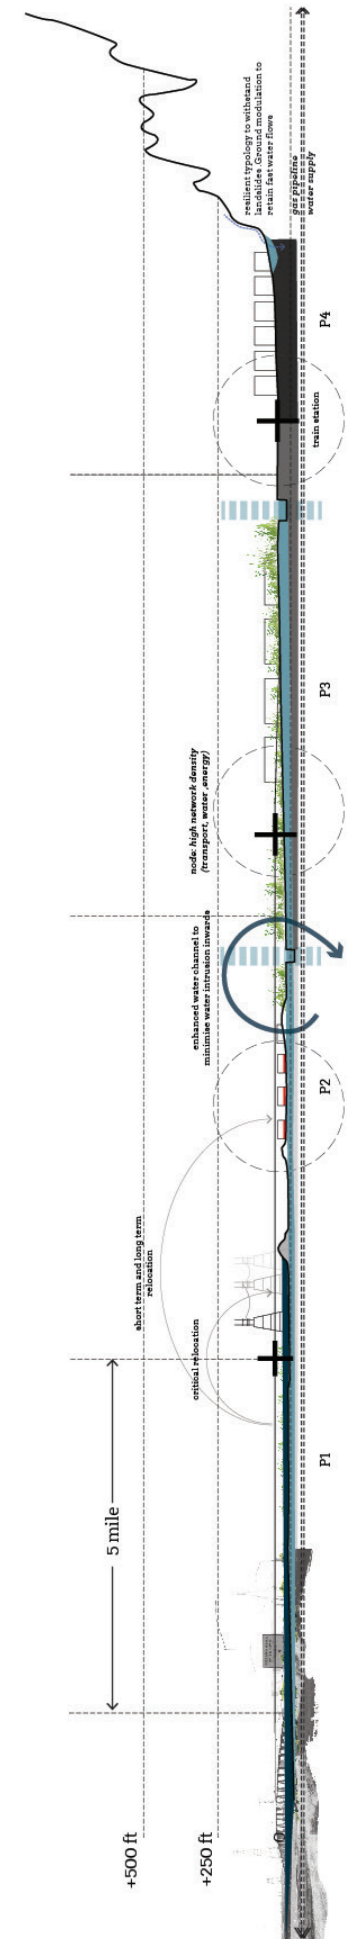 resilient typology to withstand
landslides. Ground modulation to
retain fast water flows
gas pipeline
water supply
P4
train station
P3
node: high network density
(transport, water ,energy)
enhanced water channel to
minimise water intrusion inwards
P2
short term and long term
relocation
critical relocation
P1
5 mile
+500 ft
+250 ft
0